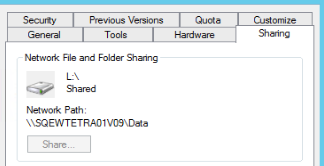 Security Previous Versions Quota Customize
General Tools Hardware Sharing
Network File and Folder Sharing
L:\
Shared
Network Path:
\\SQEWTETRA01V09\Data
Share...